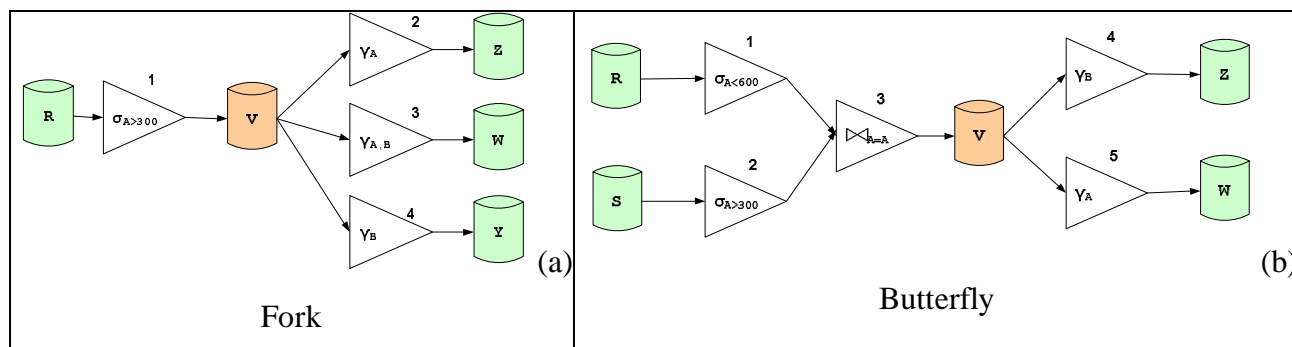 R
1
σA>300
V
2
γA
Z
3
γA,B
W
4
γB
Y
(a)
Fork
R
1
σA<600
S
2
σA>300
3
⋈A=A
V
4
γB
Z
5
γA
W
(b)
Butterfly